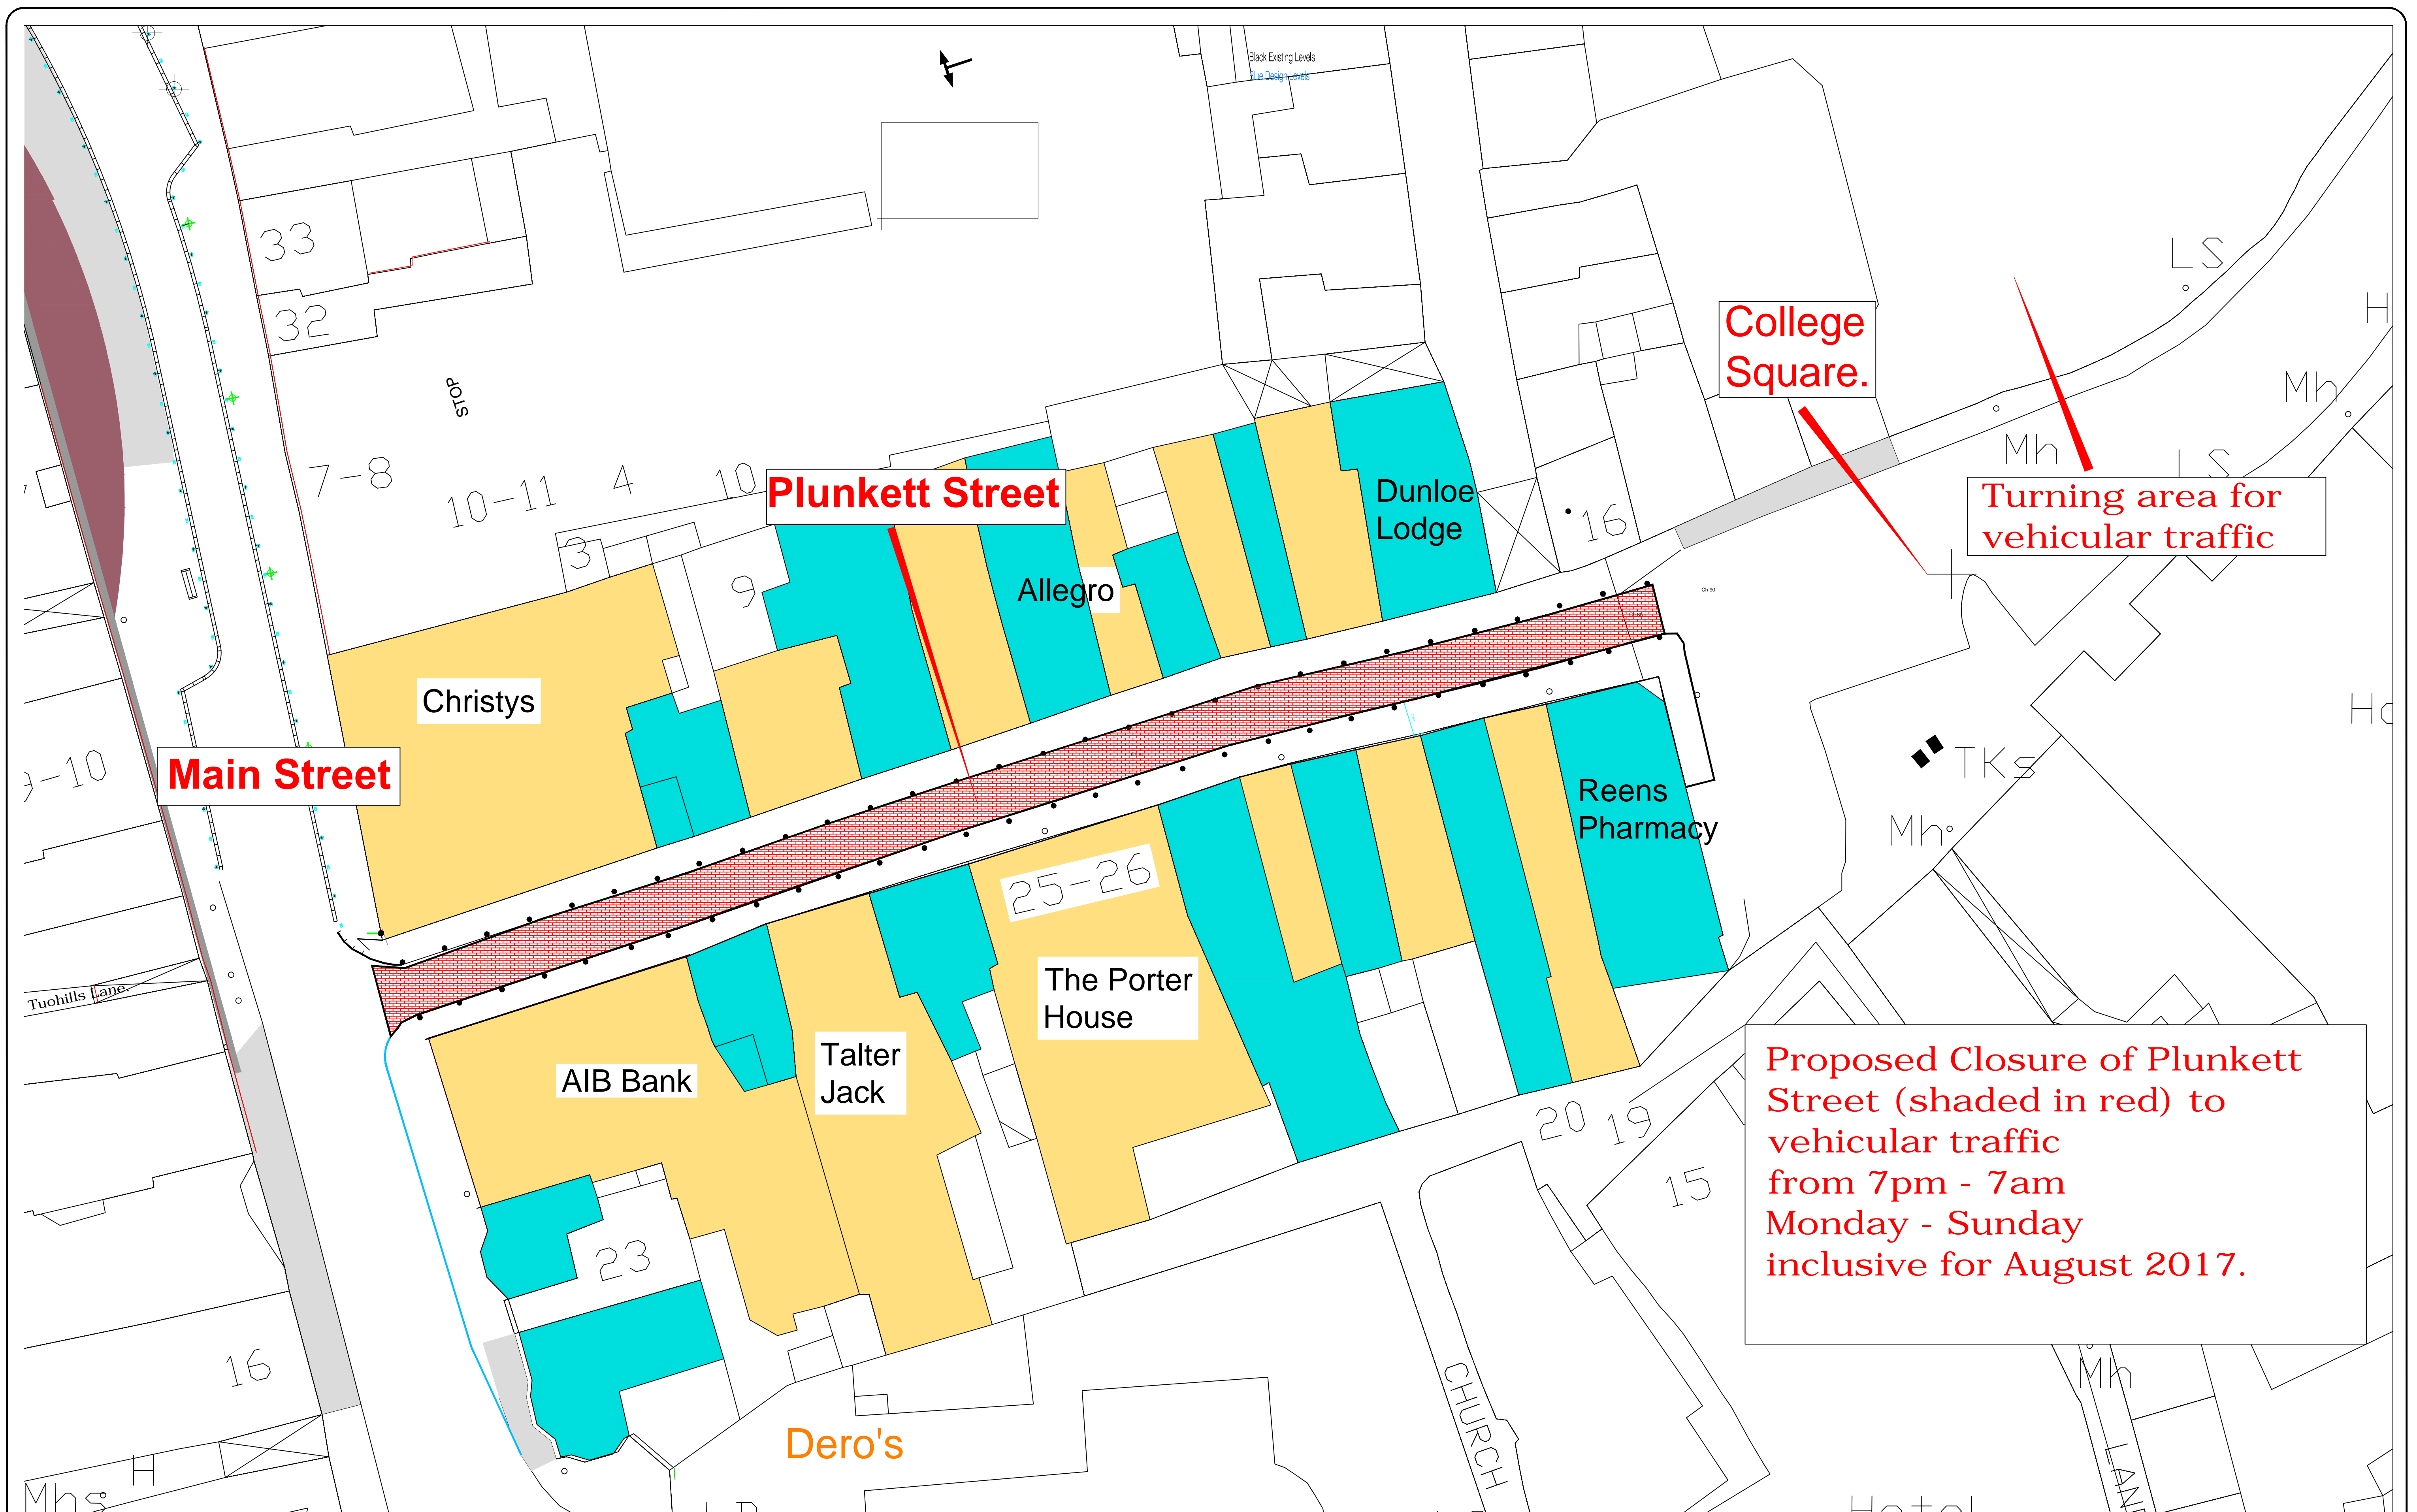 Black Existing Levels
Blue Design Levels
33
32
STOP
7-8
10-11
4
10
3
9
Plunkett Street
Dunloe
Lodge
Allegro
16
College
Square.
LS
H
Mh
Mh
LS
Turning area for
vehicular traffic
Ch 90
Christys
Main Street
9-10
Reens
Pharmacy
TKs
Mh
Ho
25-26
The Porter
House
Talter
Jack
AIB Bank
Tuohills Lane.
20
19
15
23
16
Proposed Closure of Plunkett
Street (shaded in red) to
vehicular traffic
from 7pm - 7am
Monday - Sunday
inclusive for August 2017.
Mh
Dero's
CHURCH
LANE
H
Mhs
Hotel